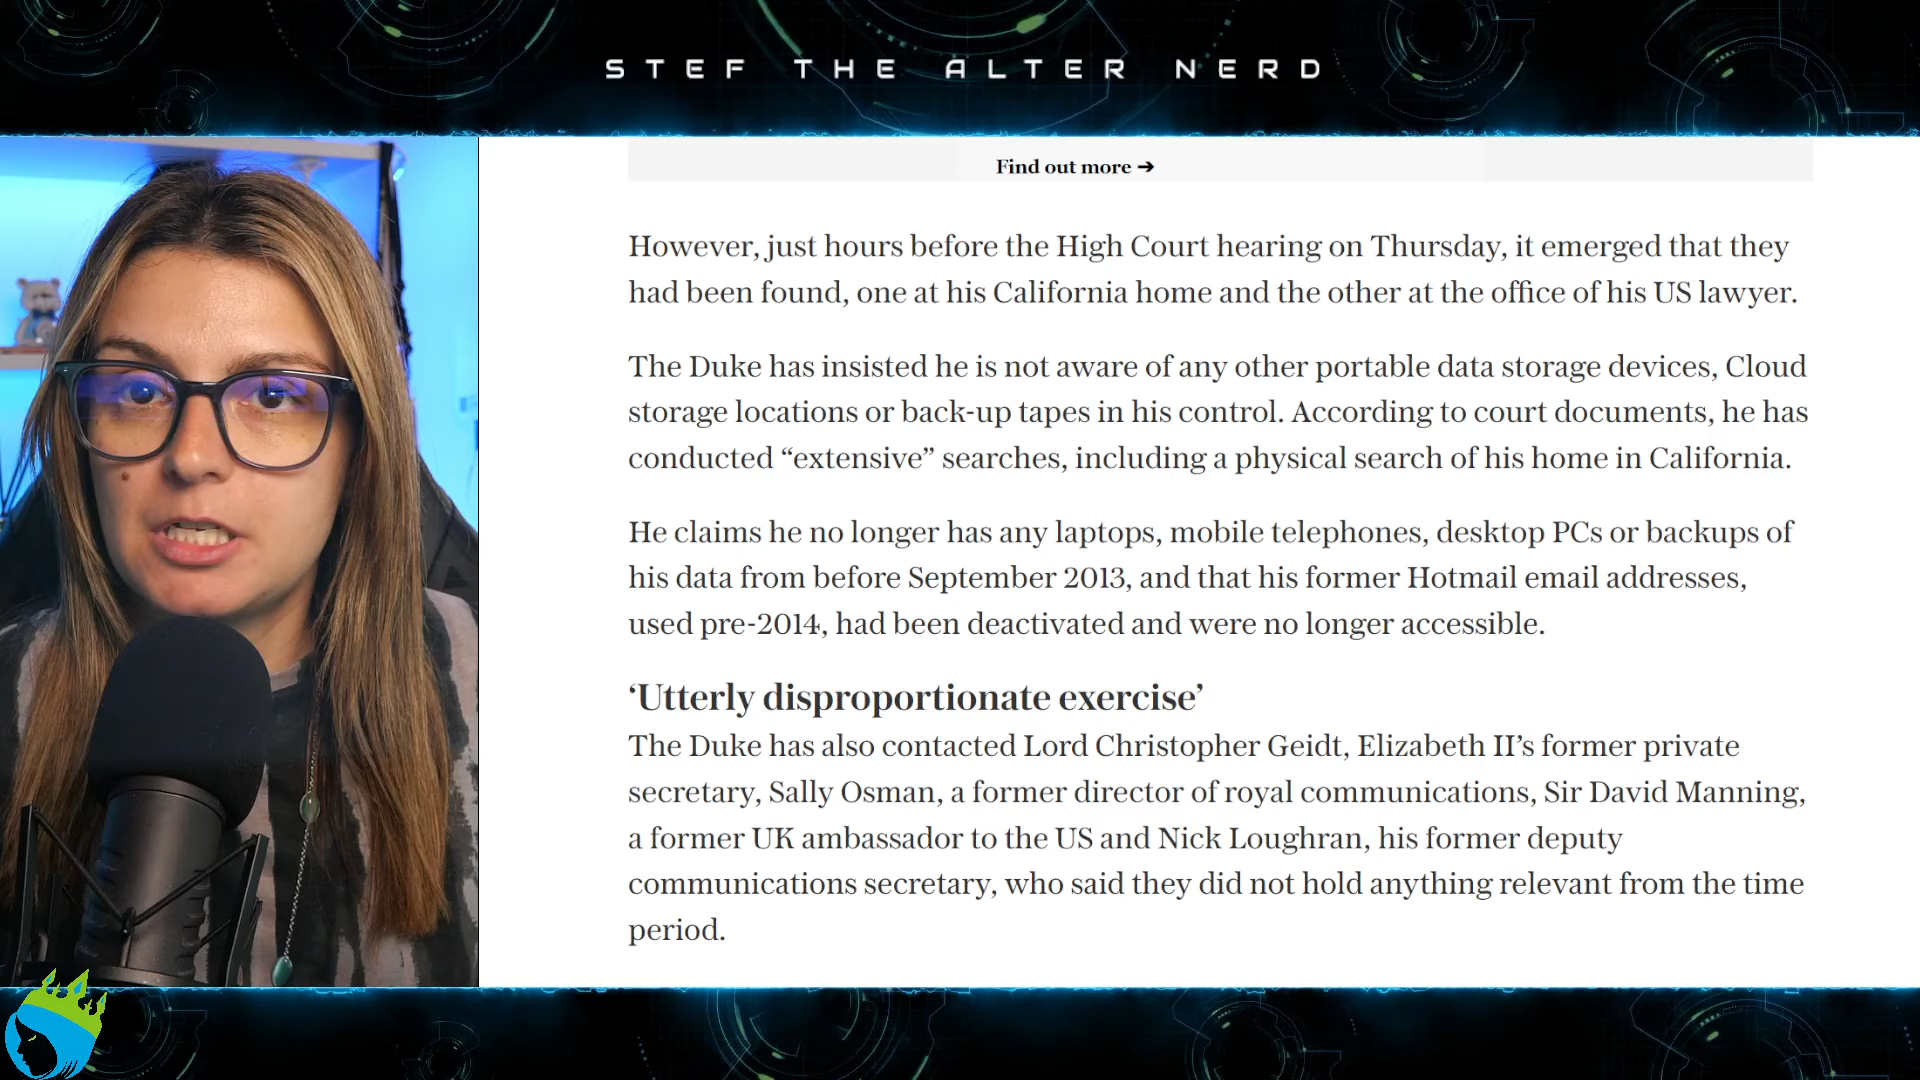 STEF THE ALTER NERD
Find out more →
However, just hours before the High Court hearing on Thursday, it emerged that they
had been found, one at his California home and the other at the office of his US lawyer.
The Duke has insisted he is not aware of any other portable data storage devices, Cloud
storage locations or back-up tapes in his control. According to court documents, he has
conducted “extensive” searches, including a physical search of his home in California.
He claims he no longer has any laptops, mobile telephones, desktop PCs or backups of
his data from before September 2013, and that his former Hotmail email addresses,
used pre-2014, had been deactivated and were no longer accessible.
‘Utterly disproportionate exercise’
The Duke has also contacted Lord Christopher Geidt, Elizabeth II’s former private
secretary, Sally Osman, a former director of royal communications, Sir David Manning,
a former UK ambassador to the US and Nick Loughran, his former deputy
communications secretary, who said they did not hold anything relevant from the time
period.